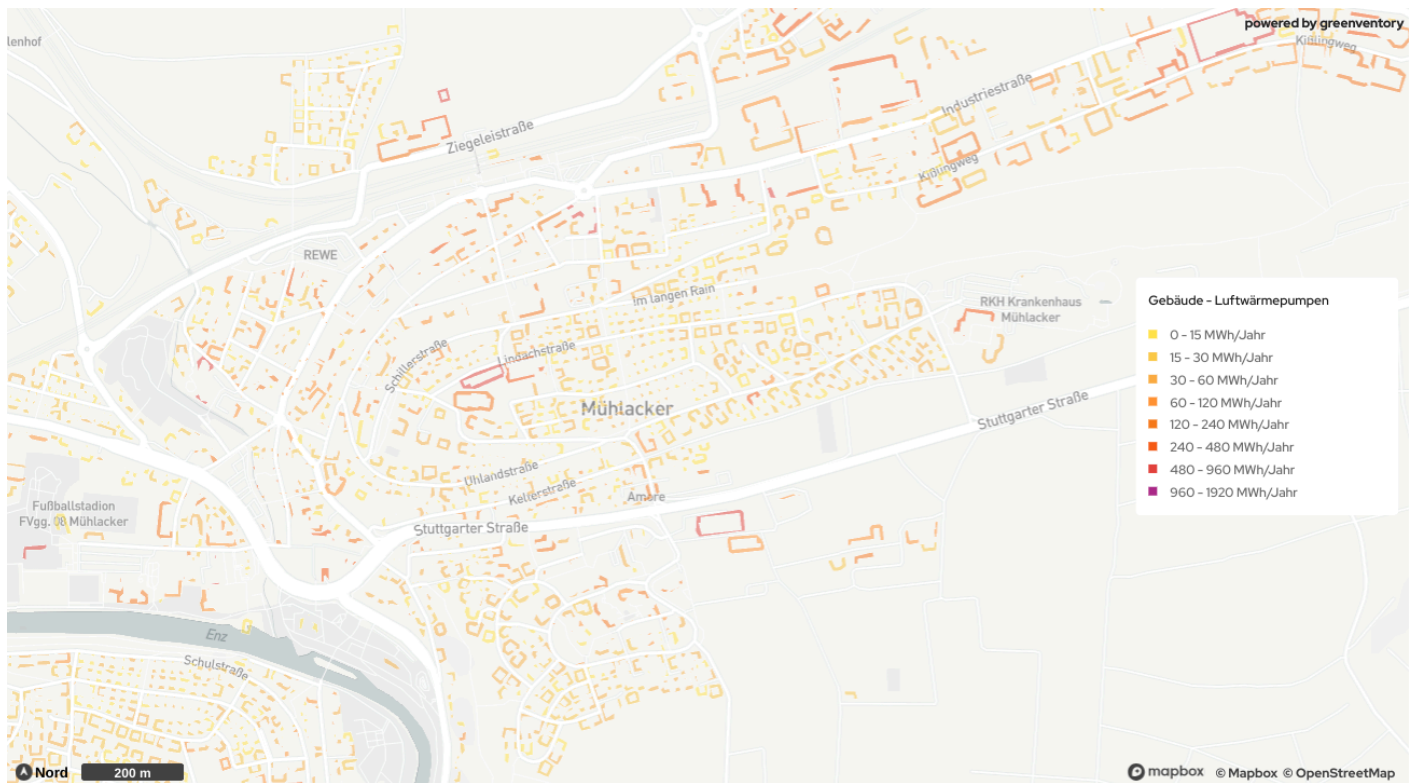 powered by greenventory
lenhof
Kißlingweg
Industriestraße
Ziegeleistraße
Kißlingweg
REWE
Im langen Rain
RKH Krankenhaus
Mühlacker
Gebäude - Luftwärmepumpen
0 - 15 MWh/Jahr
15 - 30 MWh/Jahr
30 - 60 MWh/Jahr
60 - 120 MWh/Jahr
120 - 240 MWh/Jahr
240 - 480 MWh/Jahr
480 - 960 MWh/Jahr
960 - 1920 MWh/Jahr
Schillerstraße
Lindachstraße
Mühlacker
Stuttgarter Straße
Uhlandstraße
Kelterstraße
Amore
Fußballstadion
FVgg. 08 Mühlacker
Stuttgarter Straße
Enz
Schulstraße
Nord
200 m
mapbox
© Mapbox © OpenStreetMap